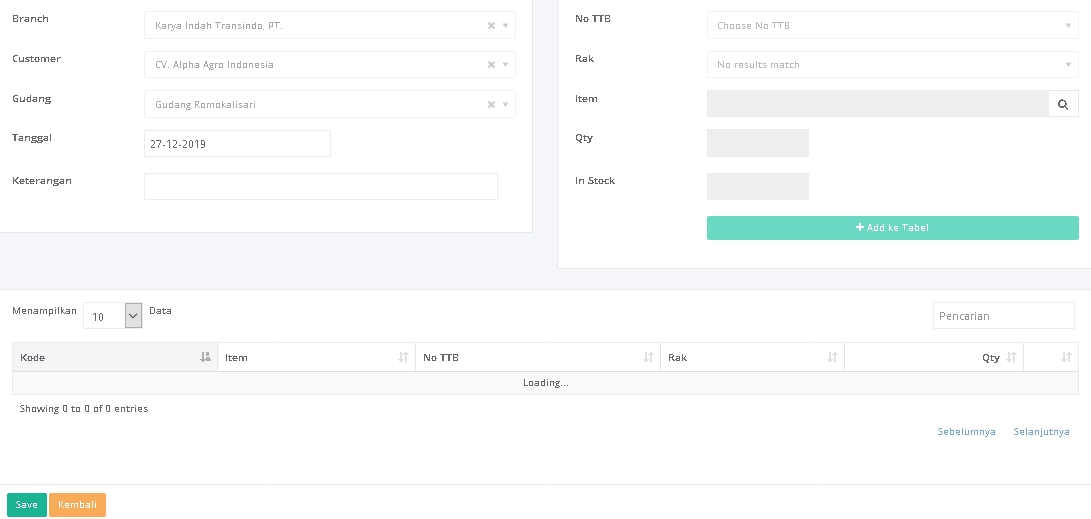 Branch
Karya Indah Transindo, PT.
Customer
CV. Alpha Agro Indonesia
Gudang
Gudang Romokalisari
Tanggal
27-12-2019
Keterangan
No TTB
Choose No TTB
Rak
No results match
Item
Qty
In Stock
Add ke Tabel
Menampilkan 10 Data
Pencarian
Kode Item No TTB Rak Qty
Loading...
Showing 0 to 0 of 0 entries
Sebelumnya Selanjutnya
Save Kembali